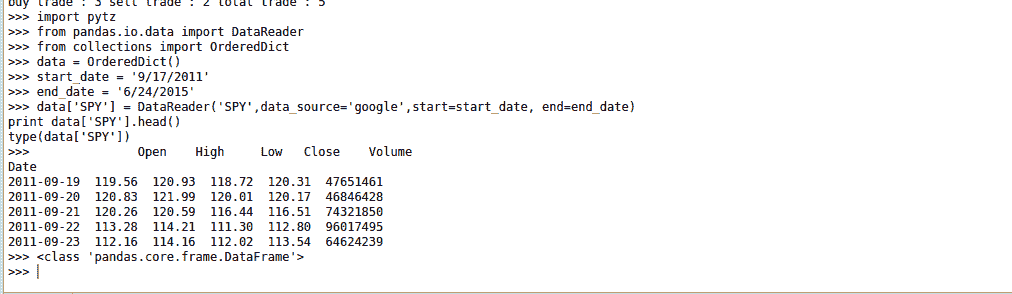 buy trade : 3 sell trade : 2 total trade : 5
>>> import pytz
>>> from pandas.io.data import DataReader
>>> from collections import OrderedDict
>>> data = OrderedDict()
>>> start_date = '9/17/2011'
>>> end_date = '6/24/2015'
>>> data['SPY'] = DataReader('SPY',data_source='google',start=start_date, end=end_date)
print data['SPY'].head()
type(data['SPY'])
>>>               Open    High     Low   Close    Volume
Date
2011-09-19  119.56  120.93  118.72  120.31  47651461
2011-09-20  120.83  121.99  120.01  120.17  46846428
2011-09-21  120.26  120.59  116.44  116.51  74321850
2011-09-22  113.28  114.21  111.30  112.80  96017495
2011-09-23  112.16  114.16  112.02  113.54  64624239
>>> <class 'pandas.core.frame.DataFrame'>
>>>